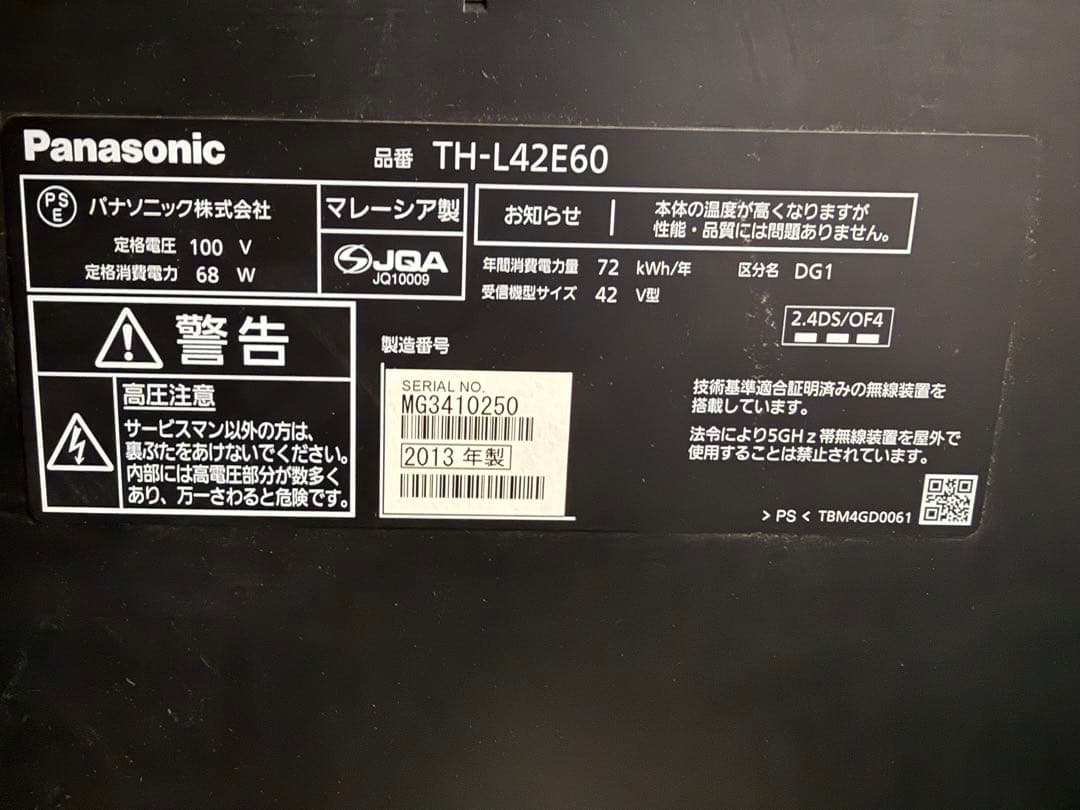 Panasonic
品番 TH-L42E60
PS
E
パナソニック株式会社
定格電圧 100 V
定格消費電力 68 W
マレーシア製
JQA
JQ10009
お知らせ
本体の温度が高くなりますが
性能・品質には問題ありません。
年間消費電力量 72 kWh/年 区分名 DG1
受信機型サイズ 42 V型
2.4DS/OF4
警告
高圧注意
サービスマン以外の方は、
裏ぶたをあけないでください。
内部には高電圧部分が数多く
あり、万一さわると危険です。
製造番号
SERIAL NO.
MG3410250
2013 年製
技術基準適合証明済みの無線装置を
搭載しています。
法令により5GHz帯無線装置を屋外で
使用することは禁止されています。
> PS < TBM4GD0061